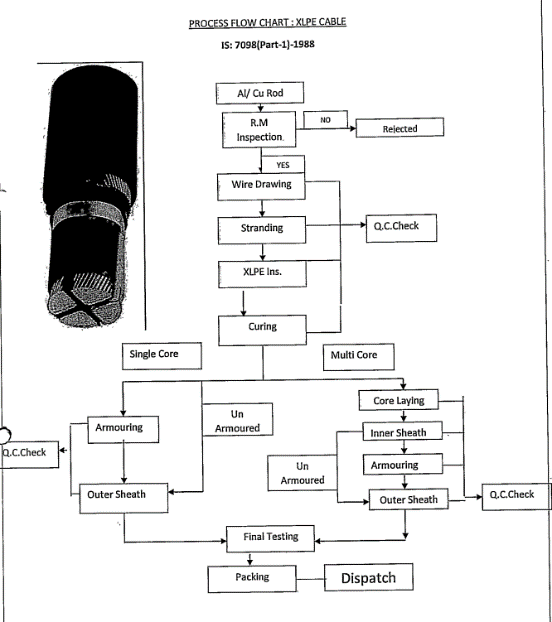 PROCESS FLOW CHART : XLPE CABLE
IS: 7098(Part-1)-1988
Al/ Cu Rod
R.M
Inspection
NO
Rejected
YES
Wire Drawing
Stranding
Q.C.Check
XLPE Ins.
Curing
Single Core
Multi Core
Core Laying
Un
Armoured
Armouring
Inner Sheath
Q.C.Check
Un
Armoured
Armouring
Outer Sheath
Outer Sheath
Q.C.Check
Final Testing
Packing
Dispatch